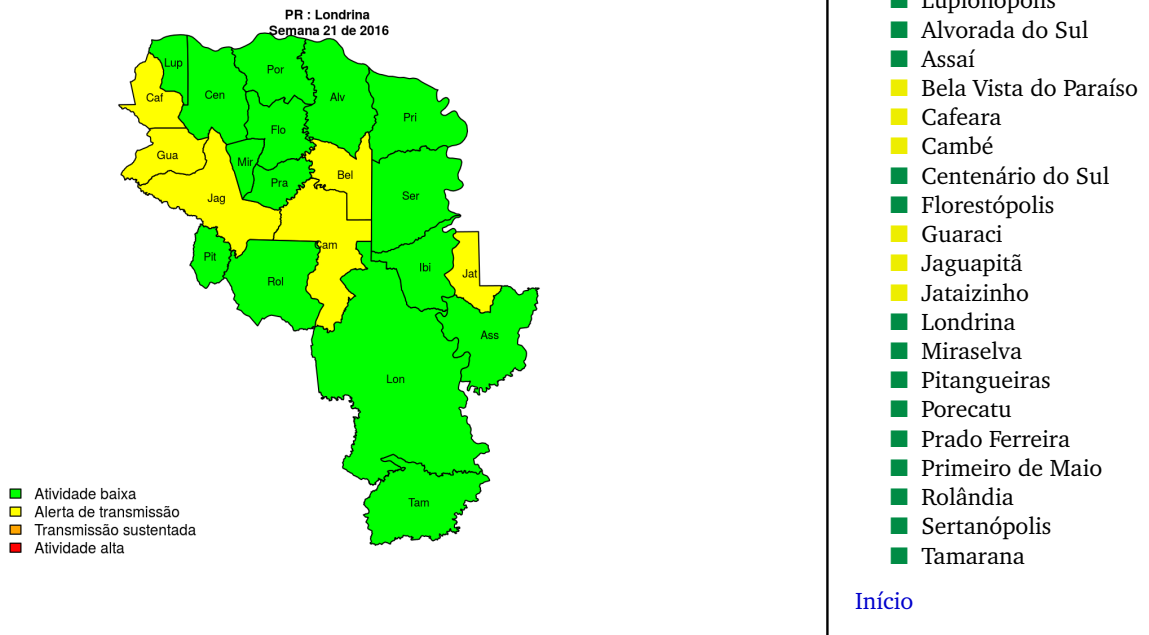 PR : Londrina
Semana 21 de 2016
Lup
Por
Caf
Cen
Alv
Pri
Flo
Gua
Mir
Bel
Pra
Jag
Ser
Cam
Pit
Ibi
Jat
Rol
Ass
Lon
Tam
Atividade baixa
Alerta de transmissão
Transmissão sustentada
Atividade alta
Lupionópolis
Alvorada do Sul
Assaí
Bela Vista do Paraíso
Cafeara
Cambé
Centenário do Sul
Florestópolis
Guaraci
Jaguapitã
Jataizinho
Londrina
Miraselva
Pitangueiras
Porecatu
Prado Ferreira
Primeiro de Maio
Rolândia
Sertanópolis
Tamarana
Início